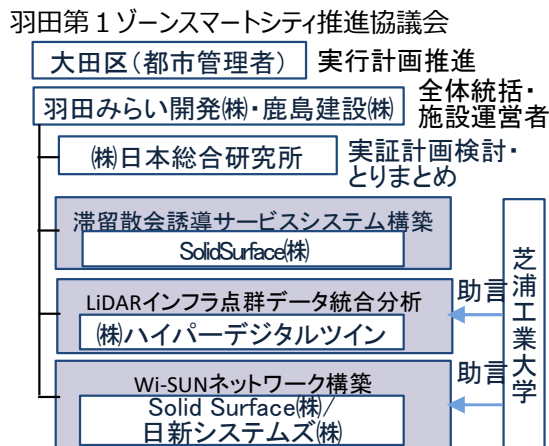 羽田第1ゾーンスマートシティ推進協議会
大田区(都市管理者)
実行計画推進
羽田みらい開発㈱・鹿島建設㈱
全体統括・
施設運営者
㈱日本総合研究所
実証計画検討・
とりまとめ
滞留散会誘導サービスシステム構築
SolidSurface㈱
LiDARインフラ点群データ統合分析
㈱ハイパーデジタルツイン
助言
Wi-SUNネットワーク構築
Solid Surface㈱/
日新システムズ㈱
助言
芝浦工業大学